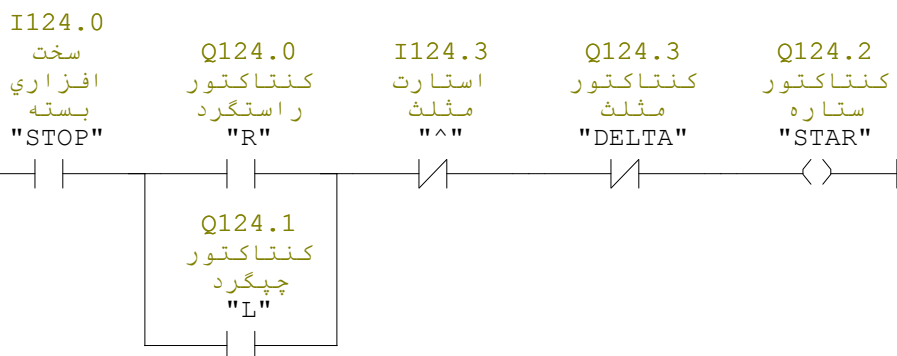 I124.0
سخت
افزاري
بسته
"STOP"
Q124.0
کنتاکتور
راستگرد
"R"
I124.3
استارت
مثلث
"^"
Q124.3
کنتاکتور
مثلث
"DELTA"
Q124.2
کنتاکتور
ستاره
"STAR"
Q124.1
کنتاکتور
چپگرد
"L"